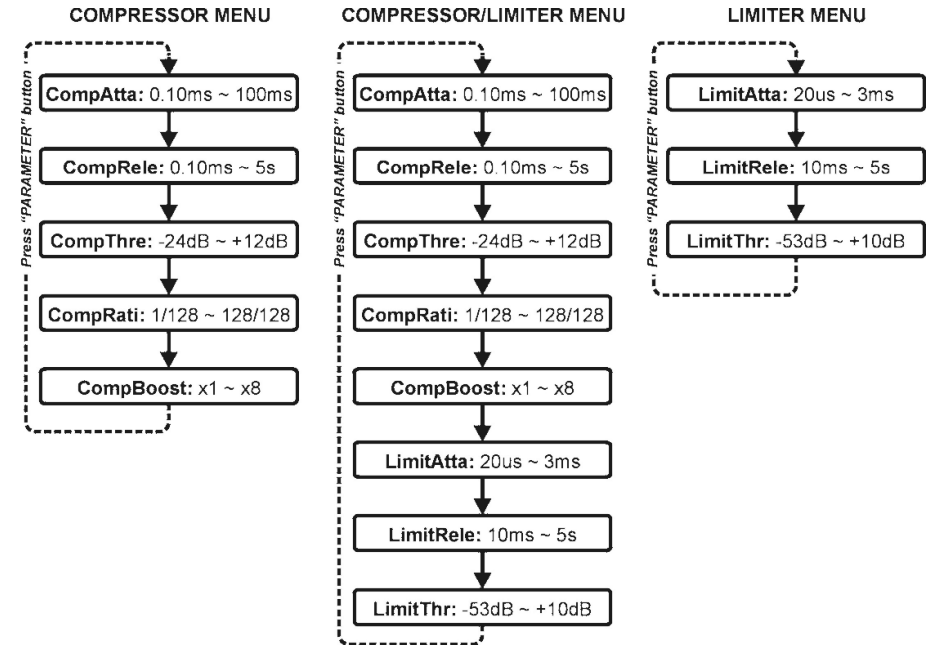 COMPRESSOR MENU
Press “PARAMETER” button
CompAtta: 0.10ms ~ 100ms
CompRele: 0.10ms ~ 5s
CompThre: -24dB ~ +12dB
CompRati: 1/128 ~ 128/128
CompBoost: x1 ~ x8
COMPRESSOR/LIMITER MENU
Press “PARAMETER” button
CompAtta: 0.10ms ~ 100ms
CompRele: 0.10ms ~ 5s
CompThre: -24dB ~ +12dB
CompRati: 1/128 ~ 128/128
CompBoost: x1 ~ x8
LimitAtta: 20us ~ 3ms
LimitRele: 10ms ~ 5s
LimitThr: -53dB ~ +10dB
LIMITER MENU
Press “PARAMETER” button
LimitAtta: 20us ~ 3ms
LimitRele: 10ms ~ 5s
LimitThr: -53dB ~ +10dB